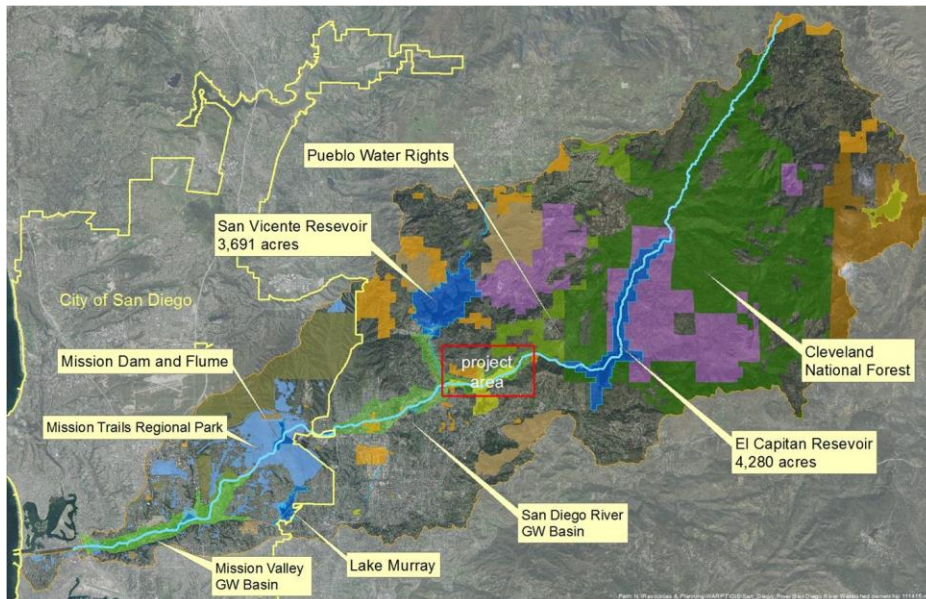 Pueblo Water Rights
San Vicente Resevoir
3,691 acres
City of San Diego
Mission Dam and Flume
project
area
Cleveland
National Forest
Mission Trails Regional Park
El Capitan Resevoir
4,280 acres
San Diego River
GW Basin
Mission Valley
GW Basin
Lake Murray